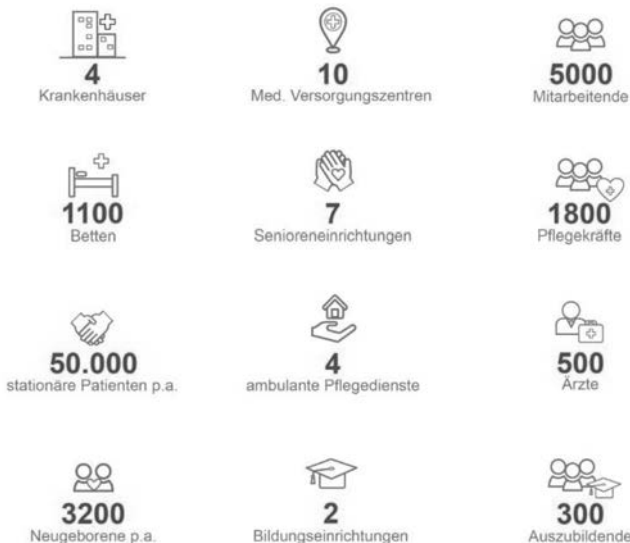 4
Krankenhäuser
10
Med. Versorgungszentren
5000
Mitarbeitende
1100
Betten
7
Senioreneinrichtungen
1800
Pflegekräfte
50.000
stationäre Patienten p.a.
4
ambulante Pflegedienste
500
Ärzte
3200
Neugeborene p.a.
2
Bildungseinrichtungen
300
Auszubildende